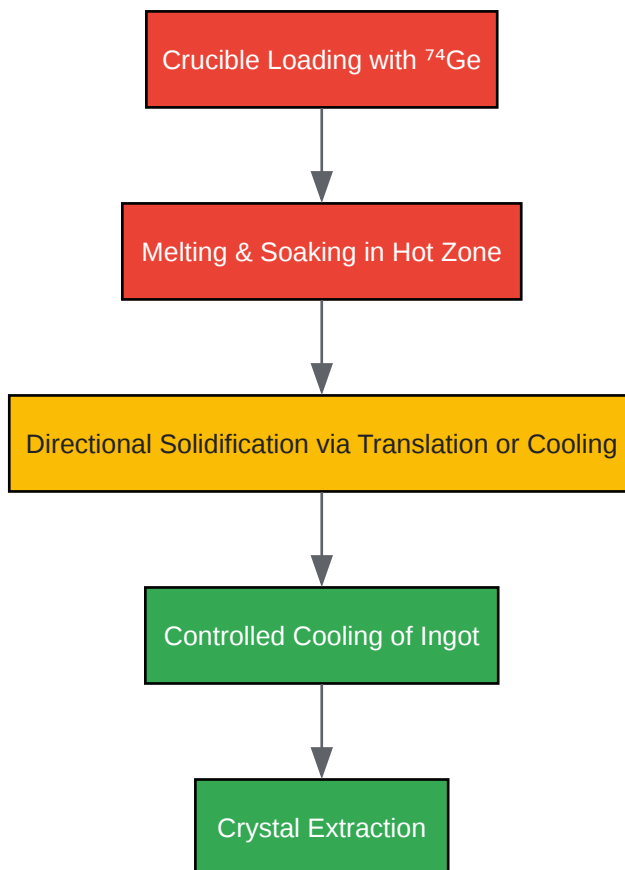 Crucible Loading with ⁷⁴Ge
Melting & Soaking in Hot Zone
Directional Solidification via Translation or Cooling
Controlled Cooling of Ingot
Crystal Extraction